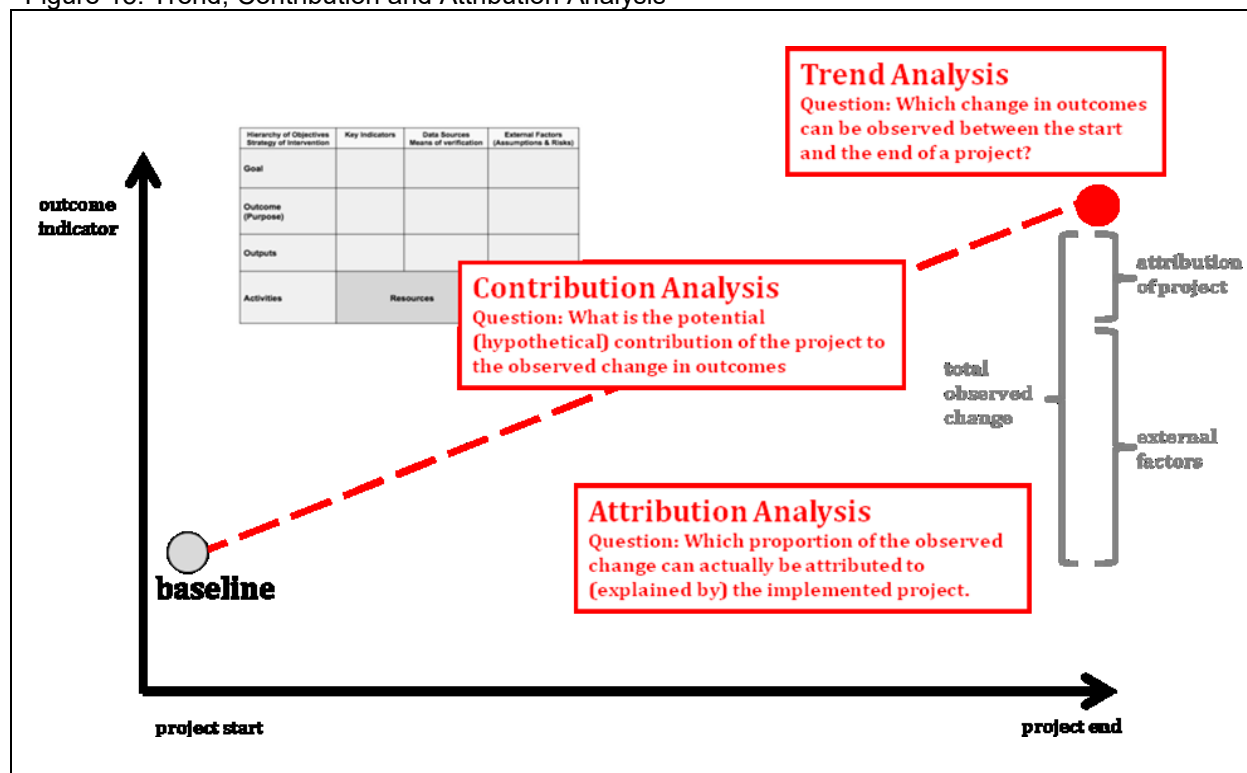 Figure 18: Trend, Contribution and Attribution Analysis
Trend Analysis
Question: Which change in outcomes
can be observed between the start
and the end of a project?
Hierarchy of Objectives
Strategy of Intervention
Key Indicators
Data Sources
Means of verification
External Factors
(Assumptions & Risks)
Goal
Outcome
(Purpose)
Outputs
Activities
Resources
outcome
indicator
Contribution Analysis
Question: What is the potential
(hypothetical) contribution of the project to
the observed change in outcomes
attribution
of project
total
observed
change
external
factors
Attribution Analysis
Question: Which proportion of the observed
change can actually be attributed to
(explained by) the implemented project.
baseline
project start
project end